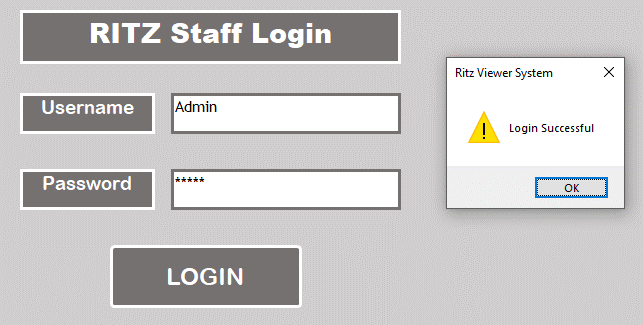 RITZ Staff Login
Username
Admin
Password
*****
LOGIN
Ritz Viewer System
Login Successful
OK